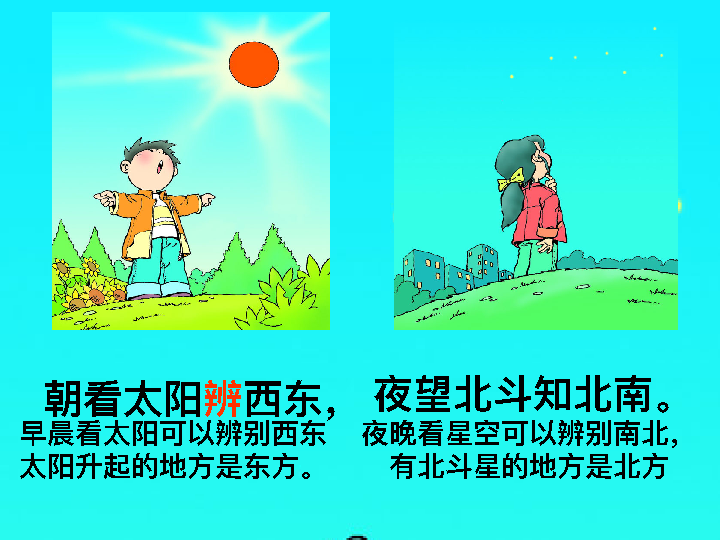 朝看太阳辨西东，
早晨看太阳可以辨别西东
太阳升起的地方是东方。
夜望北斗知北南。
夜晚看星空可以辨别南北，
有北斗星的地方是北方